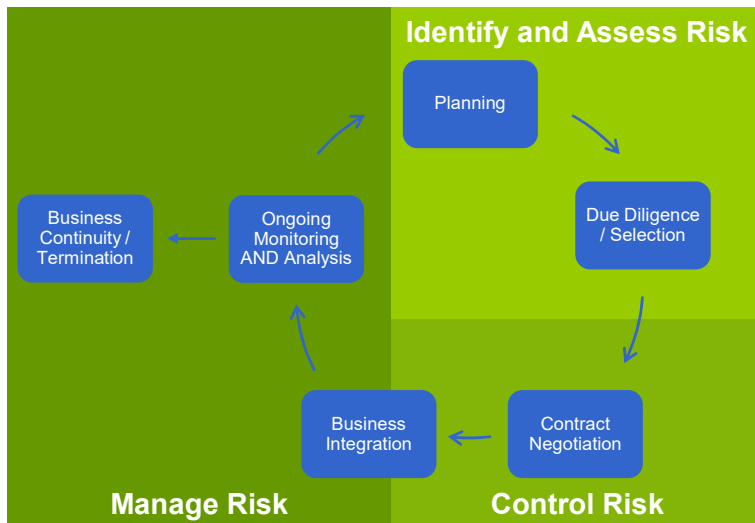 Identify and Assess Risk
Planning
Due Diligence
/ Selection
Business
Continuity /
Termination
Ongoing
Monitoring
AND Analysis
Business
Integration
Contract
Negotiation
Manage Risk
Control Risk